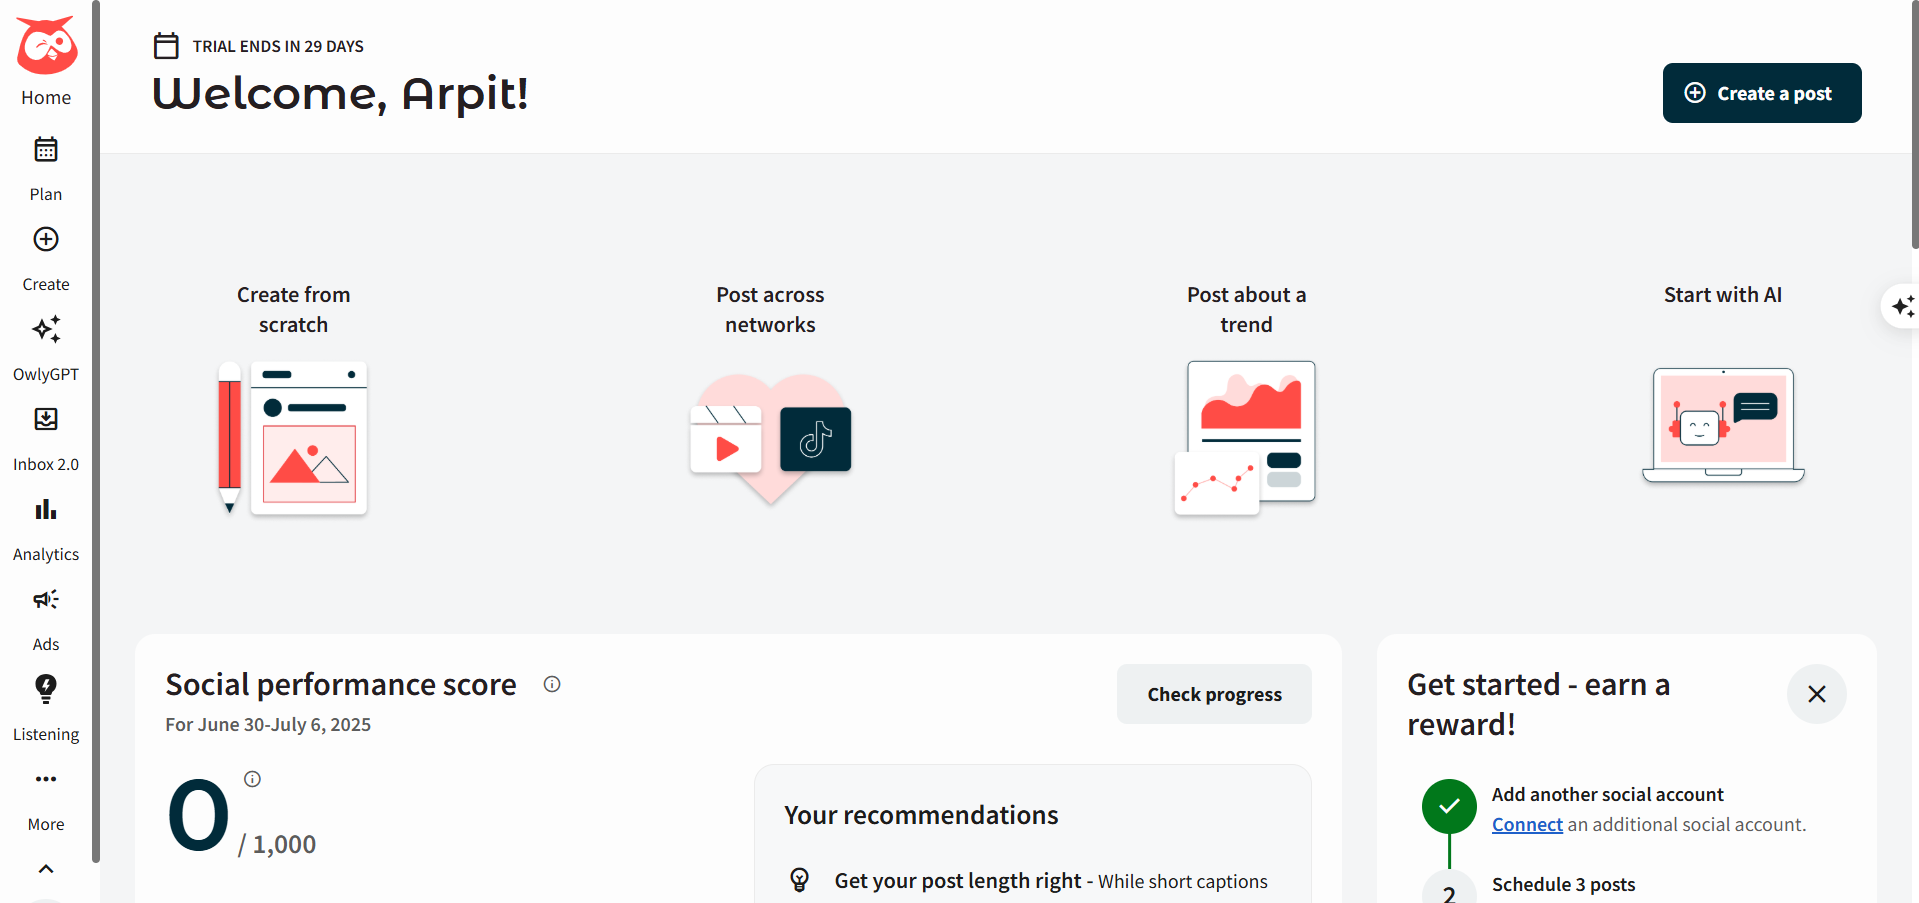 Home
Plan
Create
OwlyGPT
Inbox 2.0
Analytics
Ads
Listening
More
TRIAL ENDS IN 29 DAYS
Welcome, Arpit!
Create a post
Create from
scratch
Post across
networks
Post about a
trend
Start with AI
Social performance score
For June 30-July 6, 2025
Check progress
0 / 1,000
Your recommendations
Get your post length right - While short captions
Get started - earn a
reward!
Add another social account
Connect an additional social account.
2
Schedule 3 posts